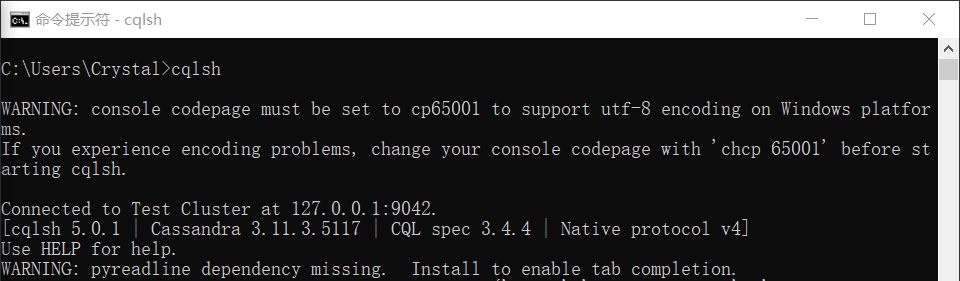 命令提示符 - cqlsh
C:\Users\Crystal>cqlsh
WARNING: console codepage must be set to cp65001 to support utf-8 encoding on Windows platfor
ms.
If you experience encoding problems, change your console codepage with 'chcp 65001' before st
arting cqlsh.
Connected to Test Cluster at 127.0.0.1:9042.
[cqlsh 5.0.1 | Cassandra 3.11.3.5117 | CQL spec 3.4.4 | Native protocol v4]
Use HELP for help.
WARNING: pyreadline dependency missing.  Install to enable tab completion.